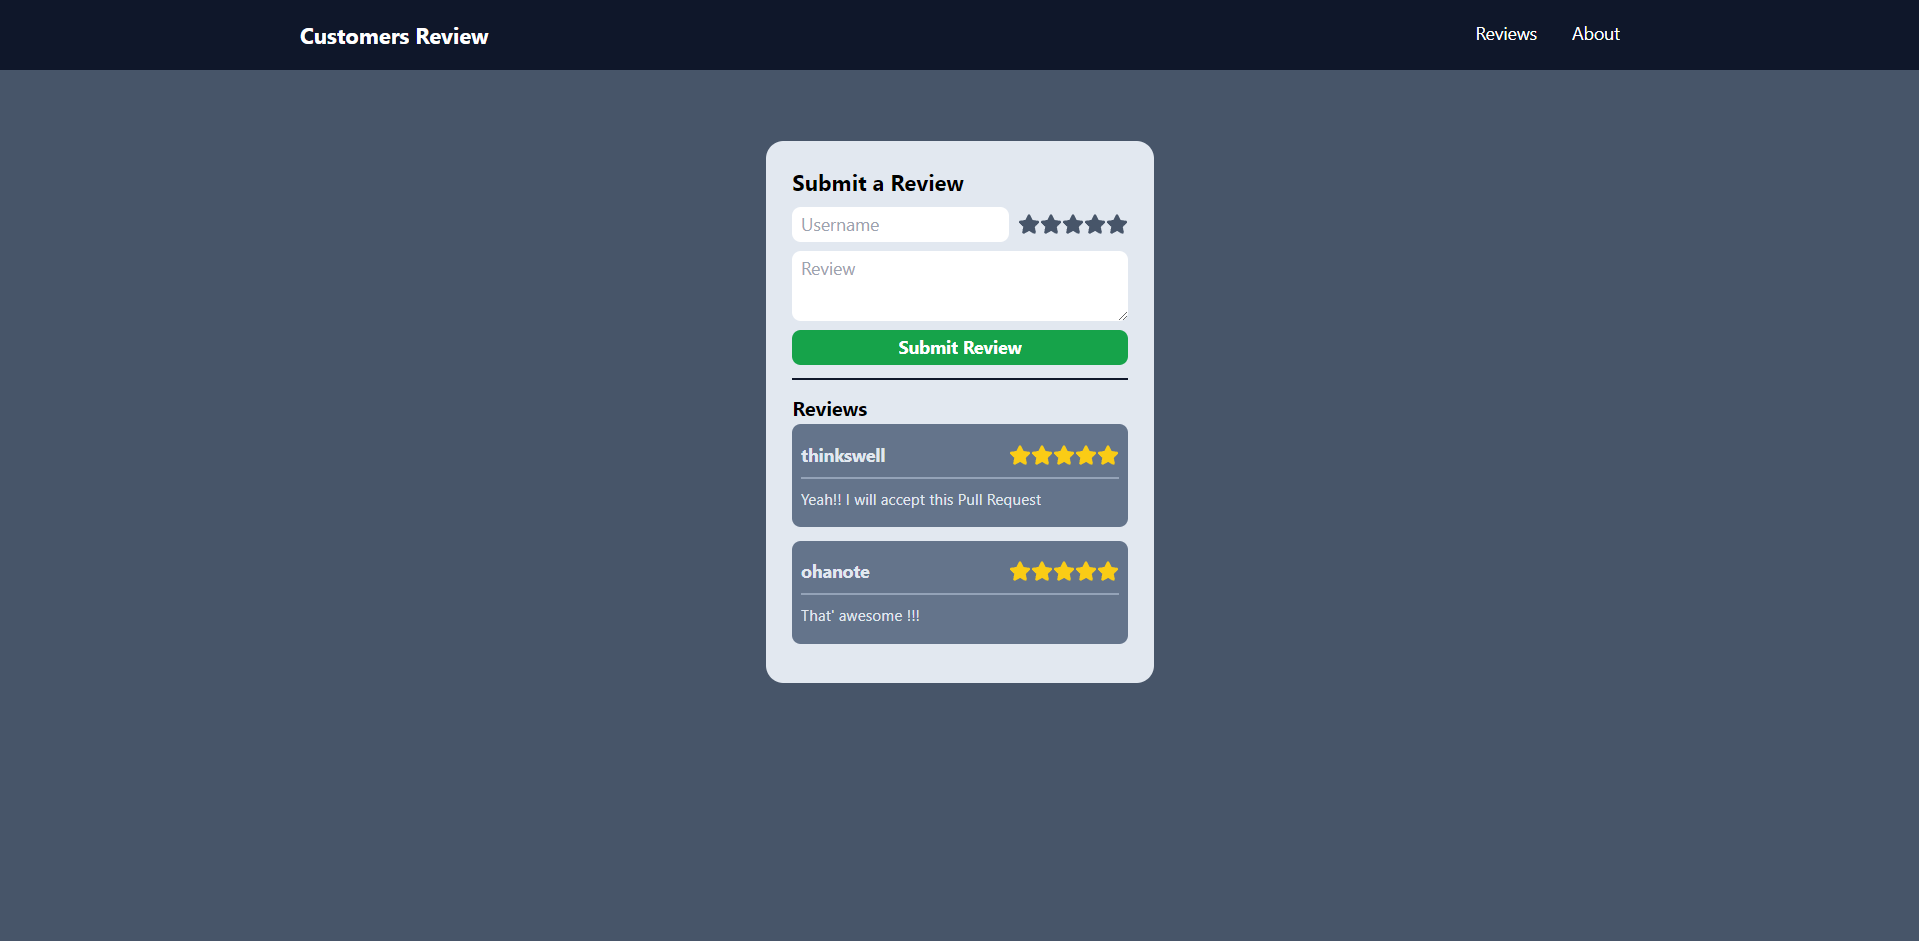 Customers Review
Reviews
About
Submit a Review
Username
Review
Submit Review
Reviews
thinkswell
Yeah!! I will accept this Pull Request
ohanote
That' awesome !!!